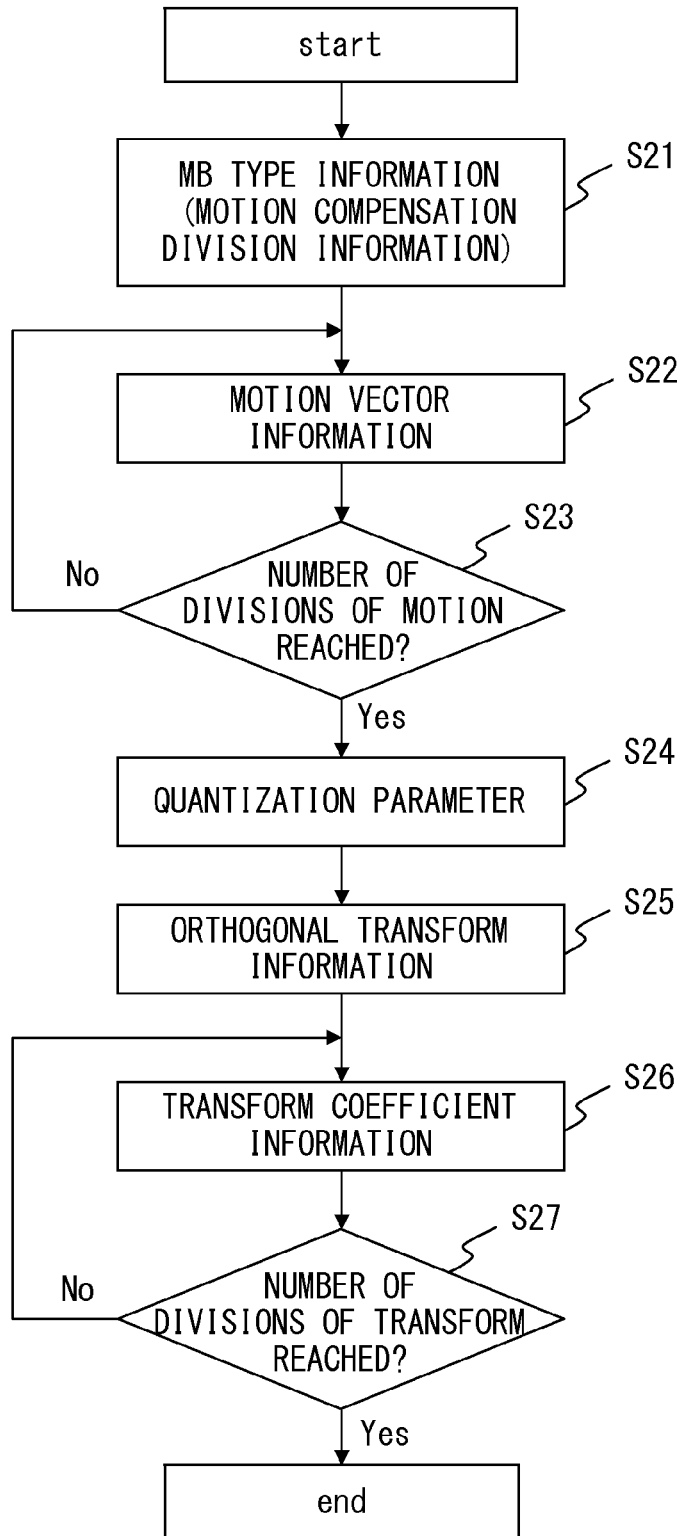 start
S21
MB TYPE INFORMATION
(MOTION COMPENSATION
DIVISION INFORMATION)
S22
MOTION VECTOR
INFORMATION
S23
No
NUMBER OF
DIVISIONS OF MOTION
REACHED?
Yes
S24
QUANTIZATION PARAMETER
S25
ORTHOGONAL TRANSFORM
INFORMATION
S26
TRANSFORM COEFFICIENT
INFORMATION
S27
No
NUMBER OF
DIVISIONS OF TRANSFORM
REACHED?
Yes
end